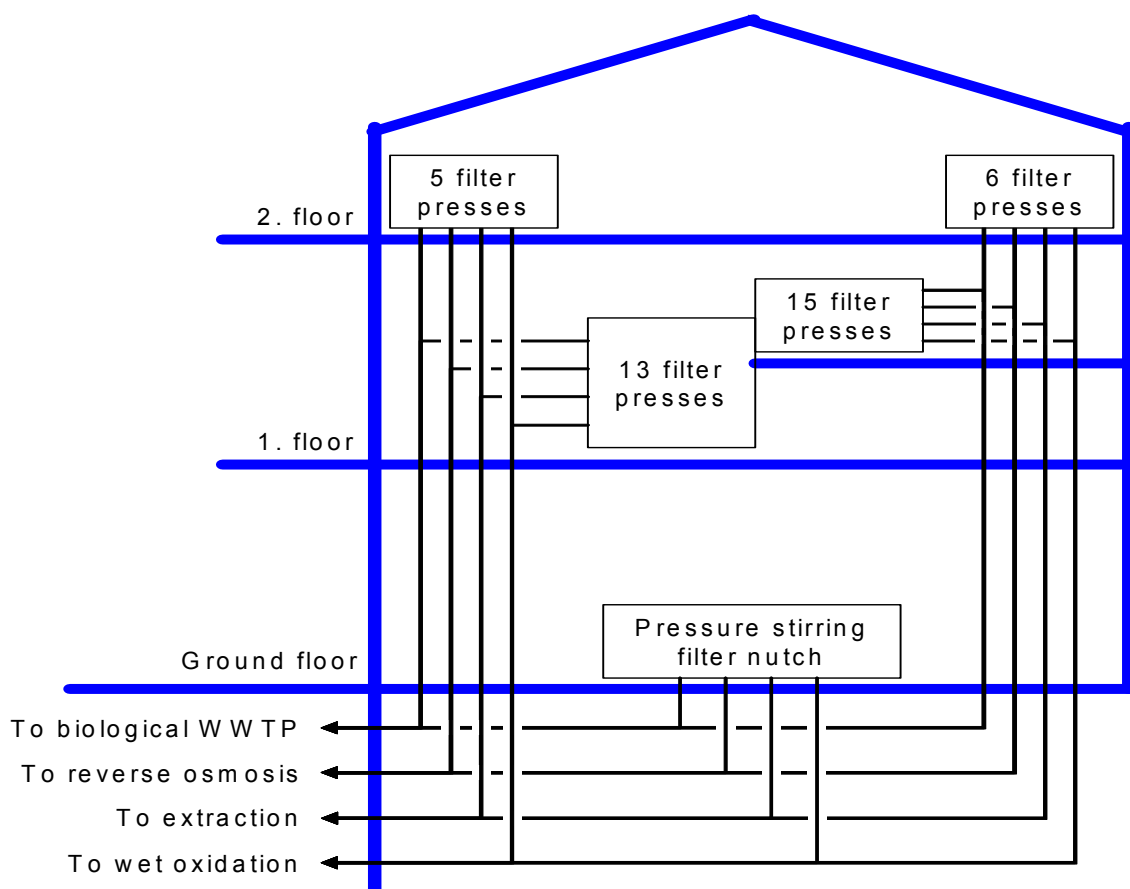 5 filter
presses
6 filter
presses
2. floor
15 filter
presses
13 filter
presses
1. floor
Pressure stirring
filter nutch
Ground floor
To biological WWTP
To reverse osmosis
To extraction
To wet oxidation